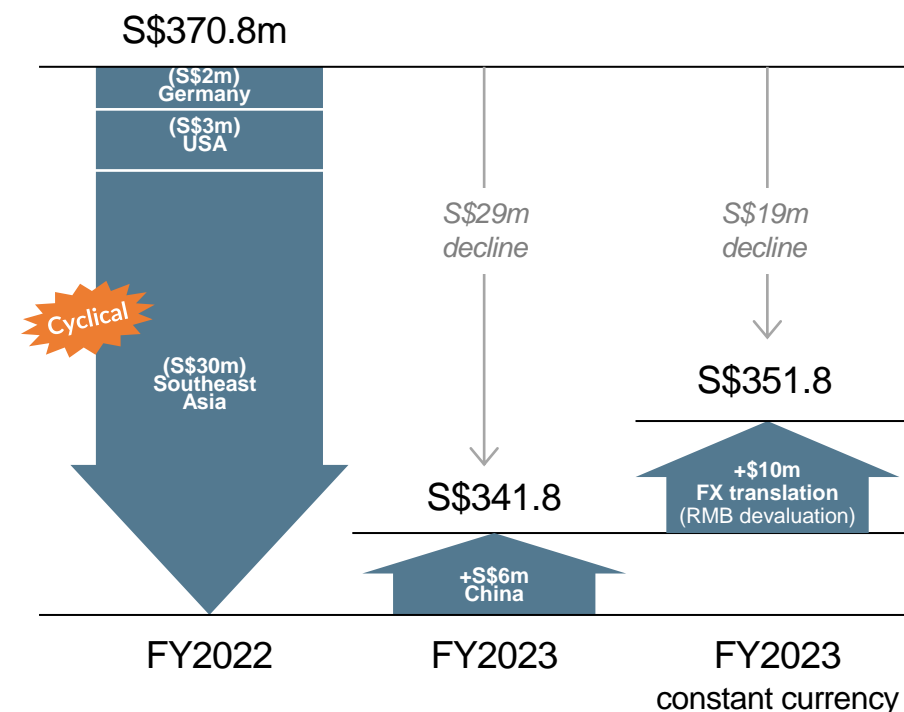 S$370.8m
(S$2m)
Germany
(S$3m)
USA
Cyclical
(S$30m)
Southeast
Asia
S$29m
decline
S$19m
decline
S$341.8
S$351.8
+S$6m
China
+$10m
FX translation
(RMB devaluation)
FY2022
FY2023
FY2023
constant currency